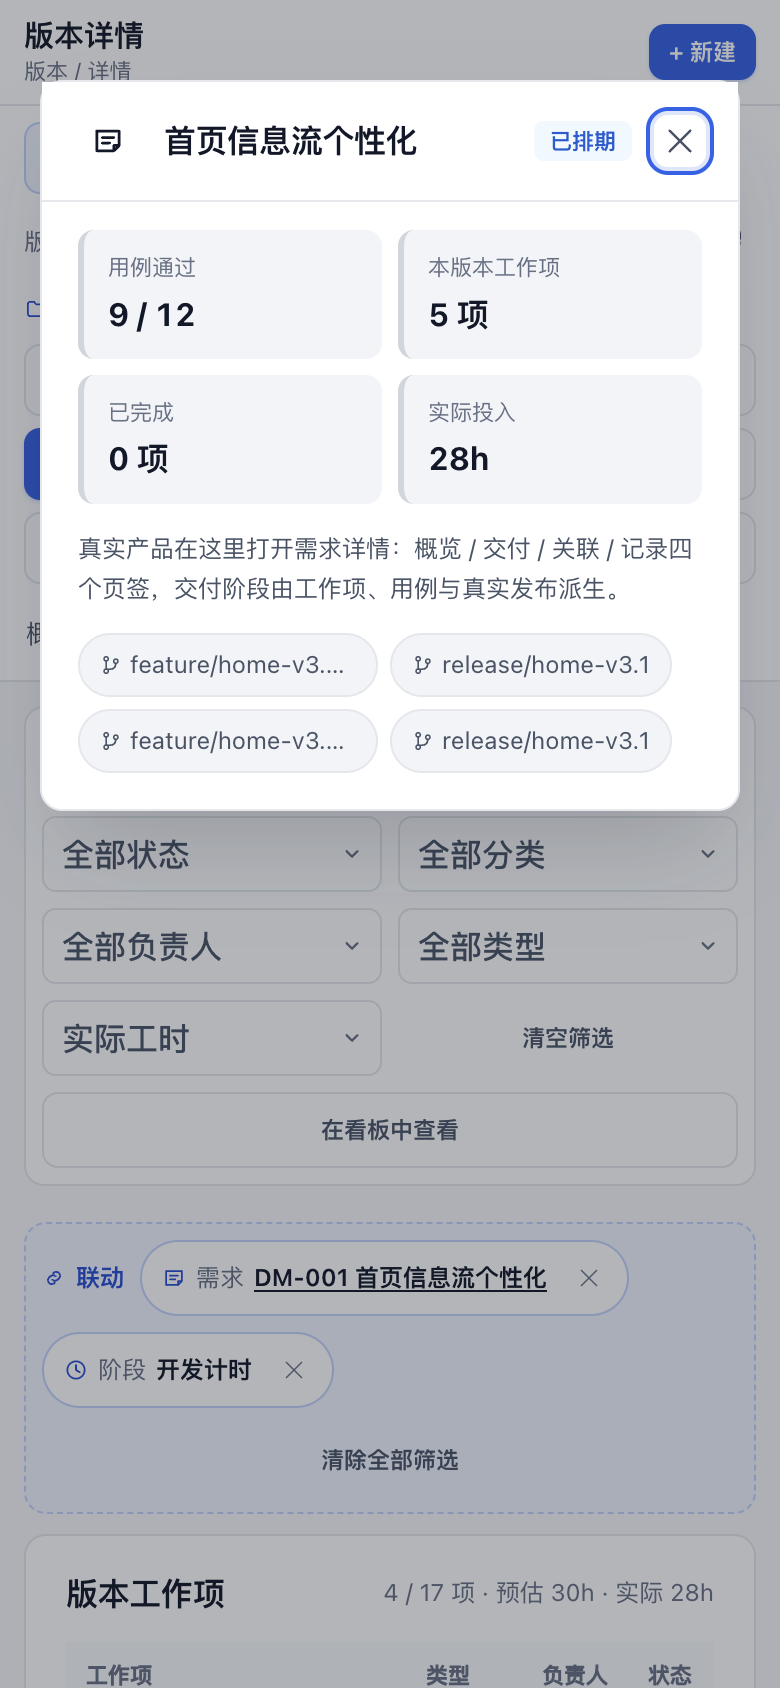 版本详情
版本 / 详情
+ 新建
首页信息流个性化
已排期
用例通过
9 / 12
本版本工作项
5 项
已完成
0 项
实际投入
28h
真实产品在这里打开需求详情：概览 / 交付 / 关联 / 记录四
个页签，交付阶段由工作项、用例与真实发布派生。
feature/home-v3....
release/home-v3.1
feature/home-v3....
release/home-v3.1
全部状态
全部分类
全部负责人
全部类型
实际工时
清空筛选
在看板中查看
联动
需求 DM-001 首页信息流个性化
阶段 开发计时
清除全部筛选
版本工作项
4 / 17 项 · 预估 30h · 实际 28h
工作项 类型 负责人 状态